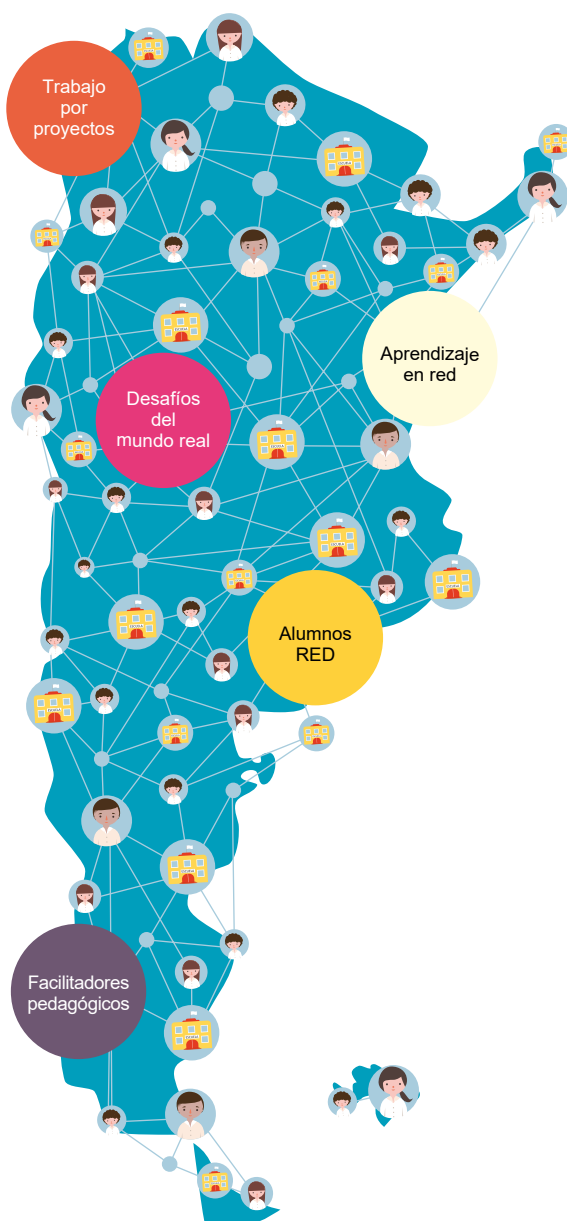 Trabajo
por
proyectos
Aprendizaje
en red
Desafíos
del
mundo real
Alumnos
RED
Facilitadores
pedagógicos